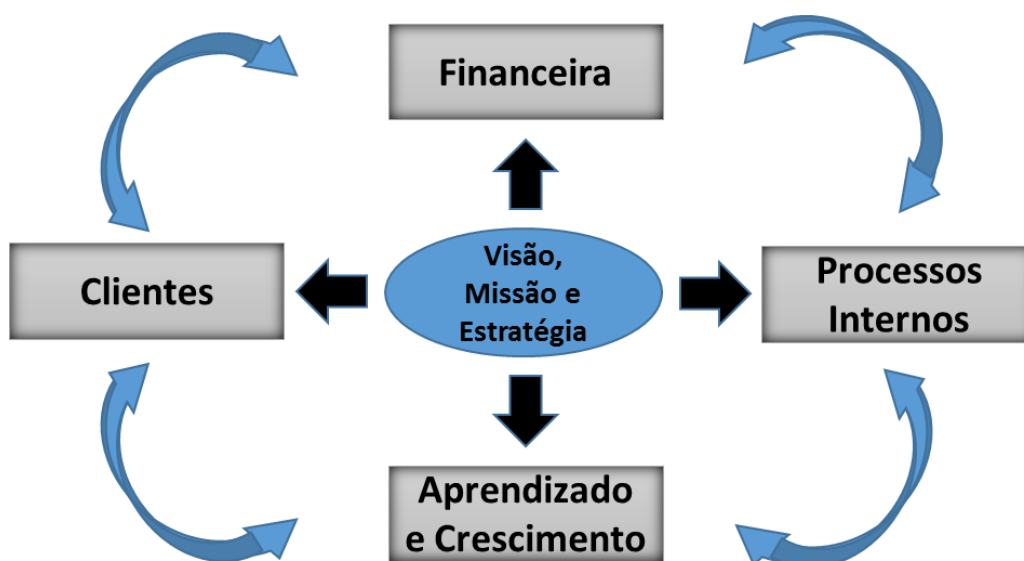 Financeira
Visão,
Missão e
Estratégia
Clientes
Processos
Internos
Aprendizado
e Crescimento